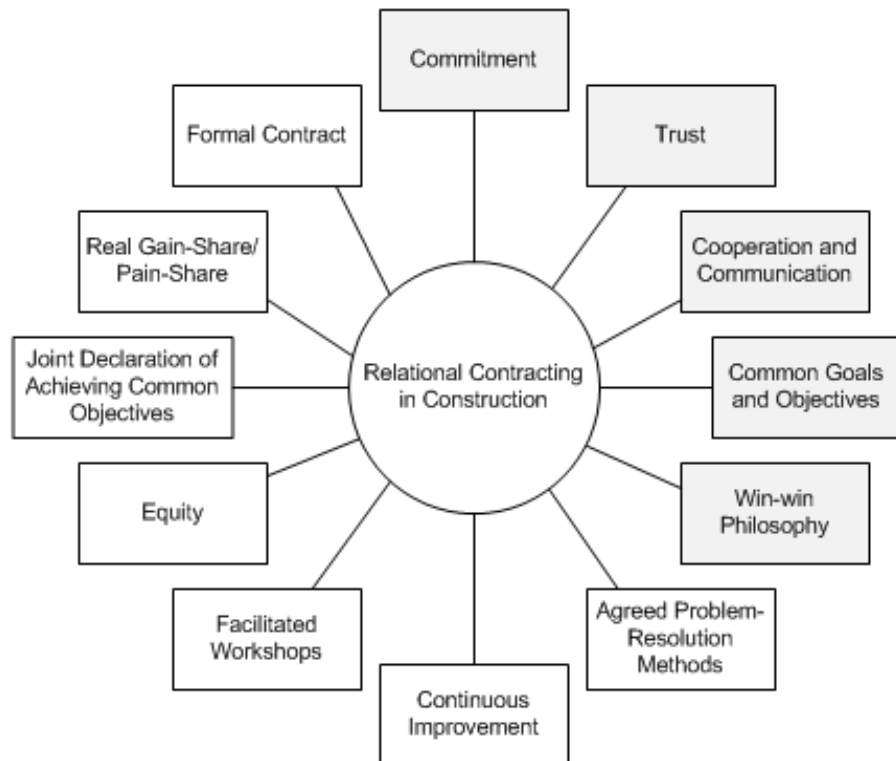 Commitment
Trust
Cooperation and
Communication
Common Goals
and Objectives
Win-win
Philosophy
Agreed Problem-
Resolution
Methods
Continuous
Improvement
Facilitated
Workshops
Equity
Joint Declaration of
Achieving Common
Objectives
Real Gain-Share/
Pain-Share
Formal Contract
Relational Contracting
in Construction